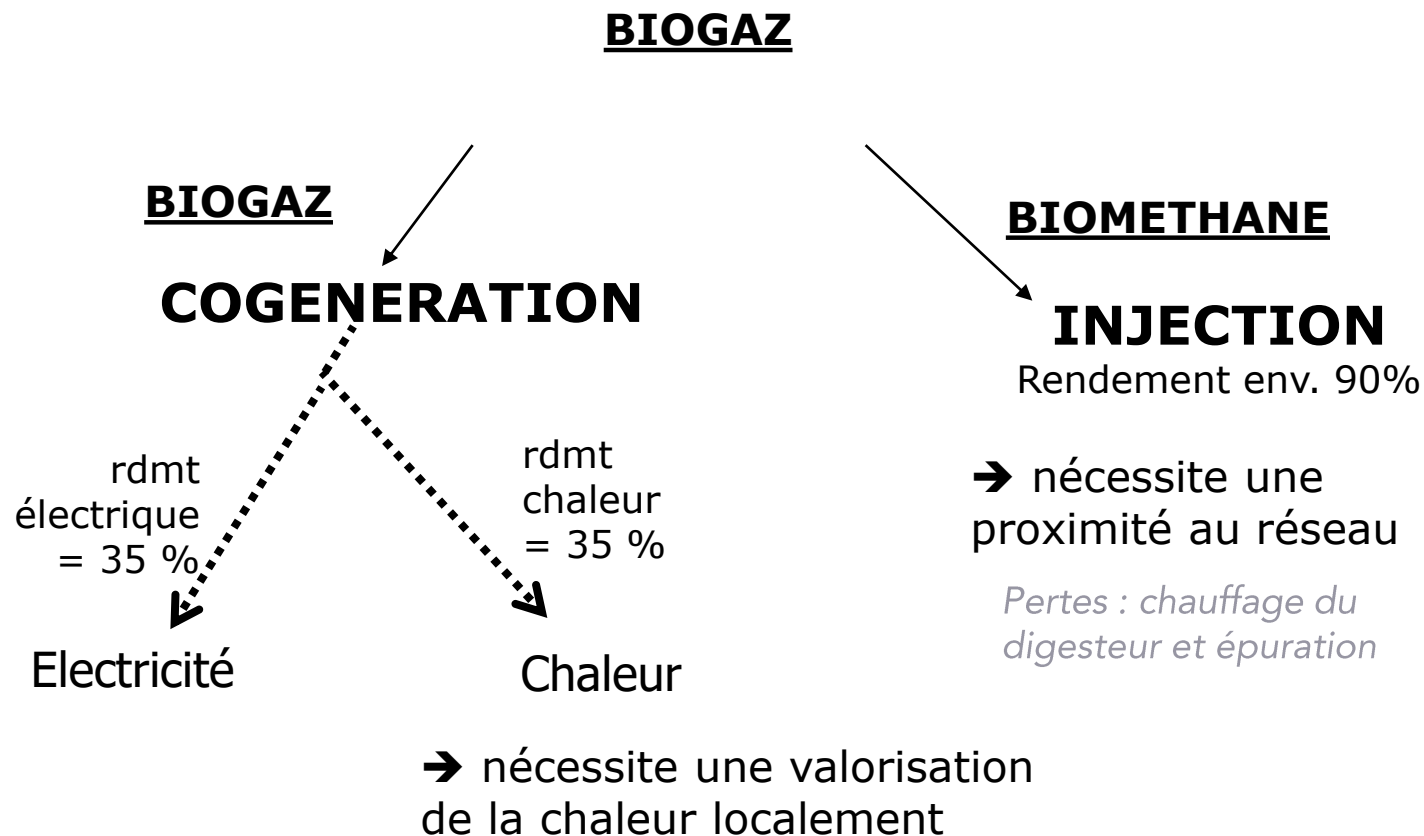 BIOGAZ
BIOGAZ
COGENERATION
rdmt
électrique
= 35 %
Electricité
rdmt
chaleur
= 35 %
Chaleur
➔ nécessite une valorisation
de la chaleur localement
BIOMETHANE
INJECTION
Rendement env. 90%
➔ nécessite une
proximité au réseau
Pertes : chauffage du
digesteur et épuration